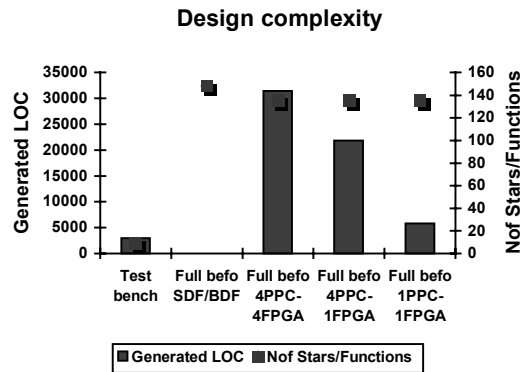 Design complexity
Generated LOC
35000
30000
25000
20000
15000
10000
5000
0
160
140
120
100
80
60
40
20
0
Nof Stars/Functions
Test bench
Full befo SDF/BDF
Full befo 4PPC-4FPGA
Full befo 4PPC-1FPGA
Full befo 1PPC-1FPGA
Generated LOC Nof Stars/Functions